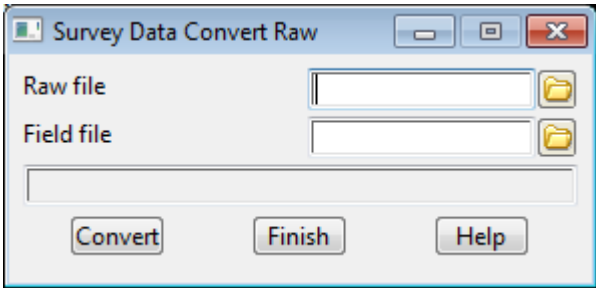 Survey Data Convert Raw
Raw file
Field file
Convert Finish Help